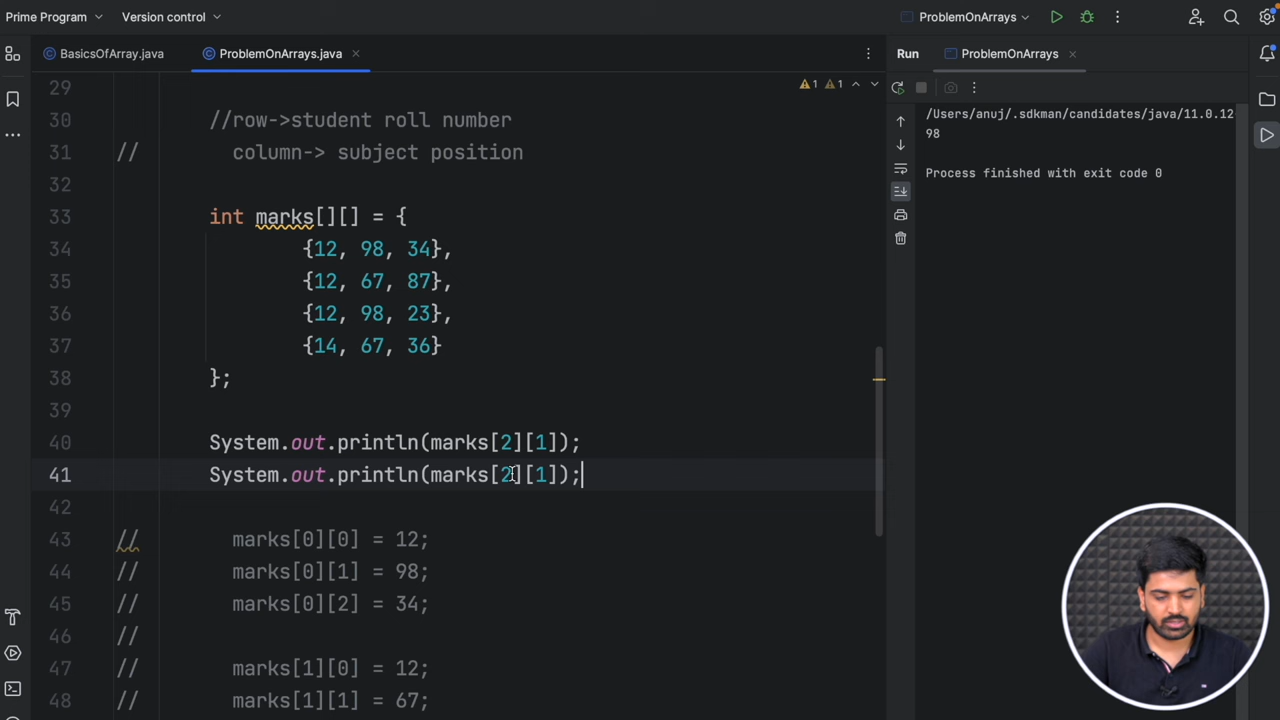 Prime Program
Version control
ProblemOnArrays
BasicsOfArray.java
ProblemOnArrays.java
Run
ProblemOnArrays
29
30 //row->student roll number
31 // column-> subject position
32
33 int marks[][] = {
34 {12, 98, 34},
35 {12, 67, 87},
36 {12, 98, 23},
37 {14, 67, 36}
38 };
39
40 System.out.println(marks[2][1]);
41 System.out.println(marks[2][1]);
42
43 // marks[0][0] = 12;
44 // marks[0][1] = 98;
45 // marks[0][2] = 34;
46 //
47 // marks[1][0] = 12;
48 // marks[1][1] = 67;
1 1
/Users/anuj/.sdkman/candidates/java/11.0.12
98
Process finished with exit code 0